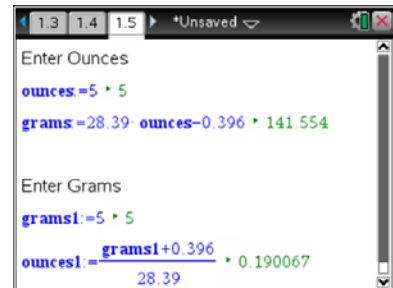 1.3 1.4 1.5 *Unsaved
Enter Ounces
ounces:=5 ▸ 5
grams:=28.39· ounces−0.396 ▸ 141.554
Enter Grams
grams1:=5 ▸ 5
ounces1:= grams1+0.396 / 28.39 ▸ 0.190067